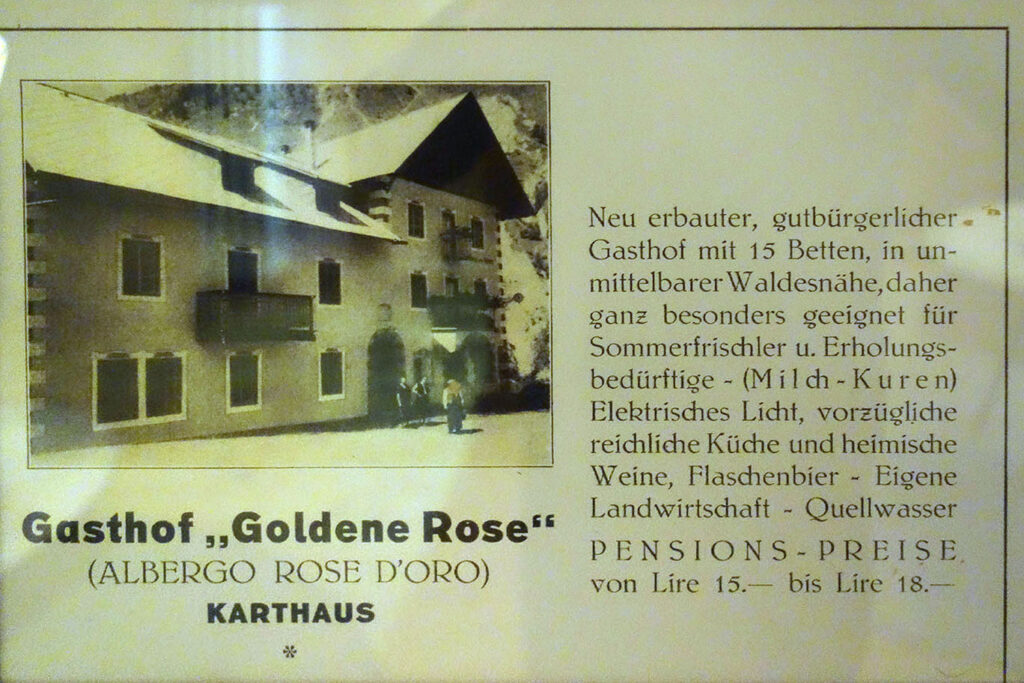 Gasthof „Goldene Rose“
(ALBERGO ROSE D'ORO)
KARTHAUS
*
Neu erbauter, gutbürgerlicher
Gasthof mit 15 Betten, in un-
mittelbarer Waldesnähe, daher
ganz besonders geeignet für
Sommerfrischler u. Erholungs-
bedürftige - (Milch-Kuren)
Elektrisches Licht, vorzügliche
reichliche Küche und heimische
Weine, Flaschenbier - Eigene
Landwirtschaft - Quellwasser
PENSIONS-PREISE
von Lire 15.— bis Lire 18.—